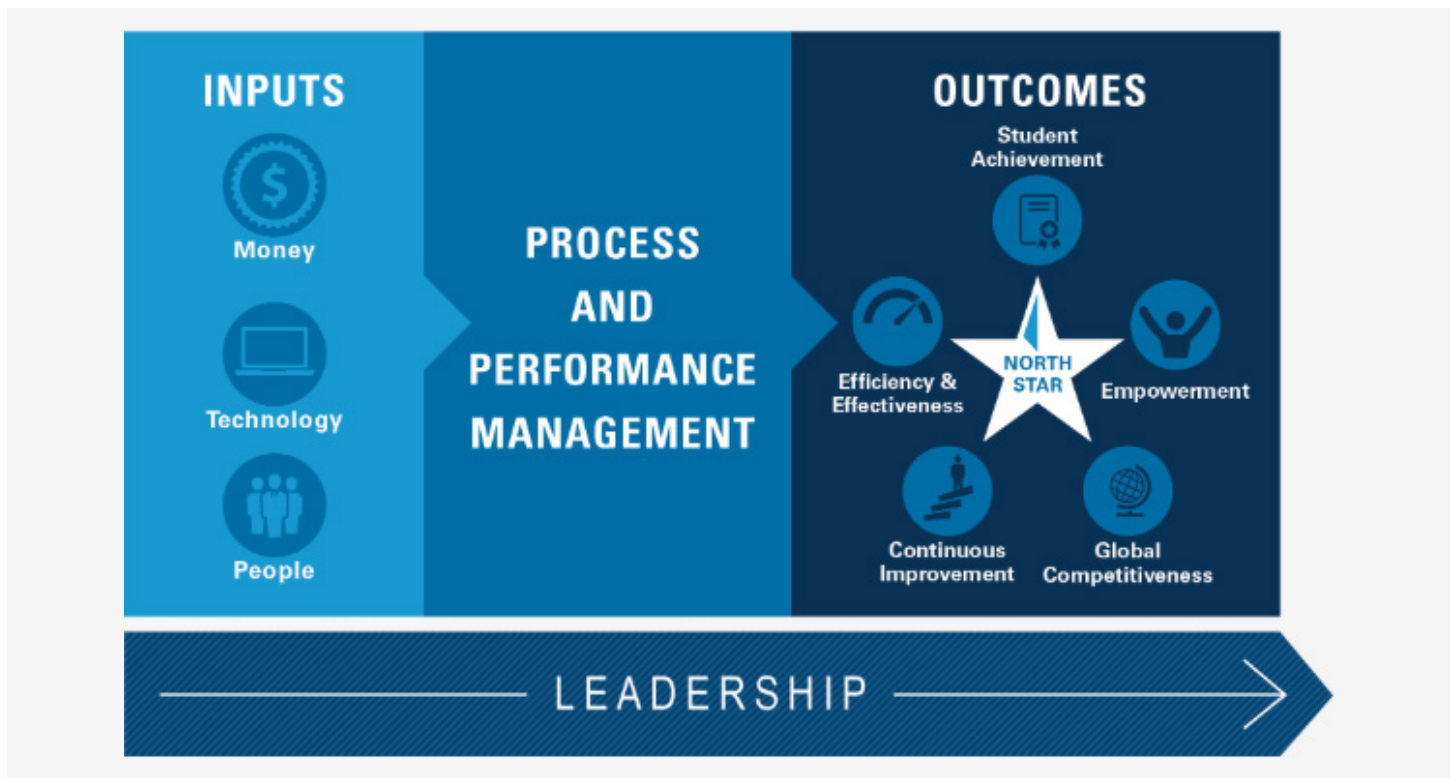 INPUTS
$
Money
Technology
People
PROCESS
AND
PERFORMANCE
MANAGEMENT
OUTCOMES
Student
Achievement
Efficiency &
Effectiveness
NORTH
STAR
Empowerment
Continuous
Improvement
Global
Competitiveness
LEADERSHIP